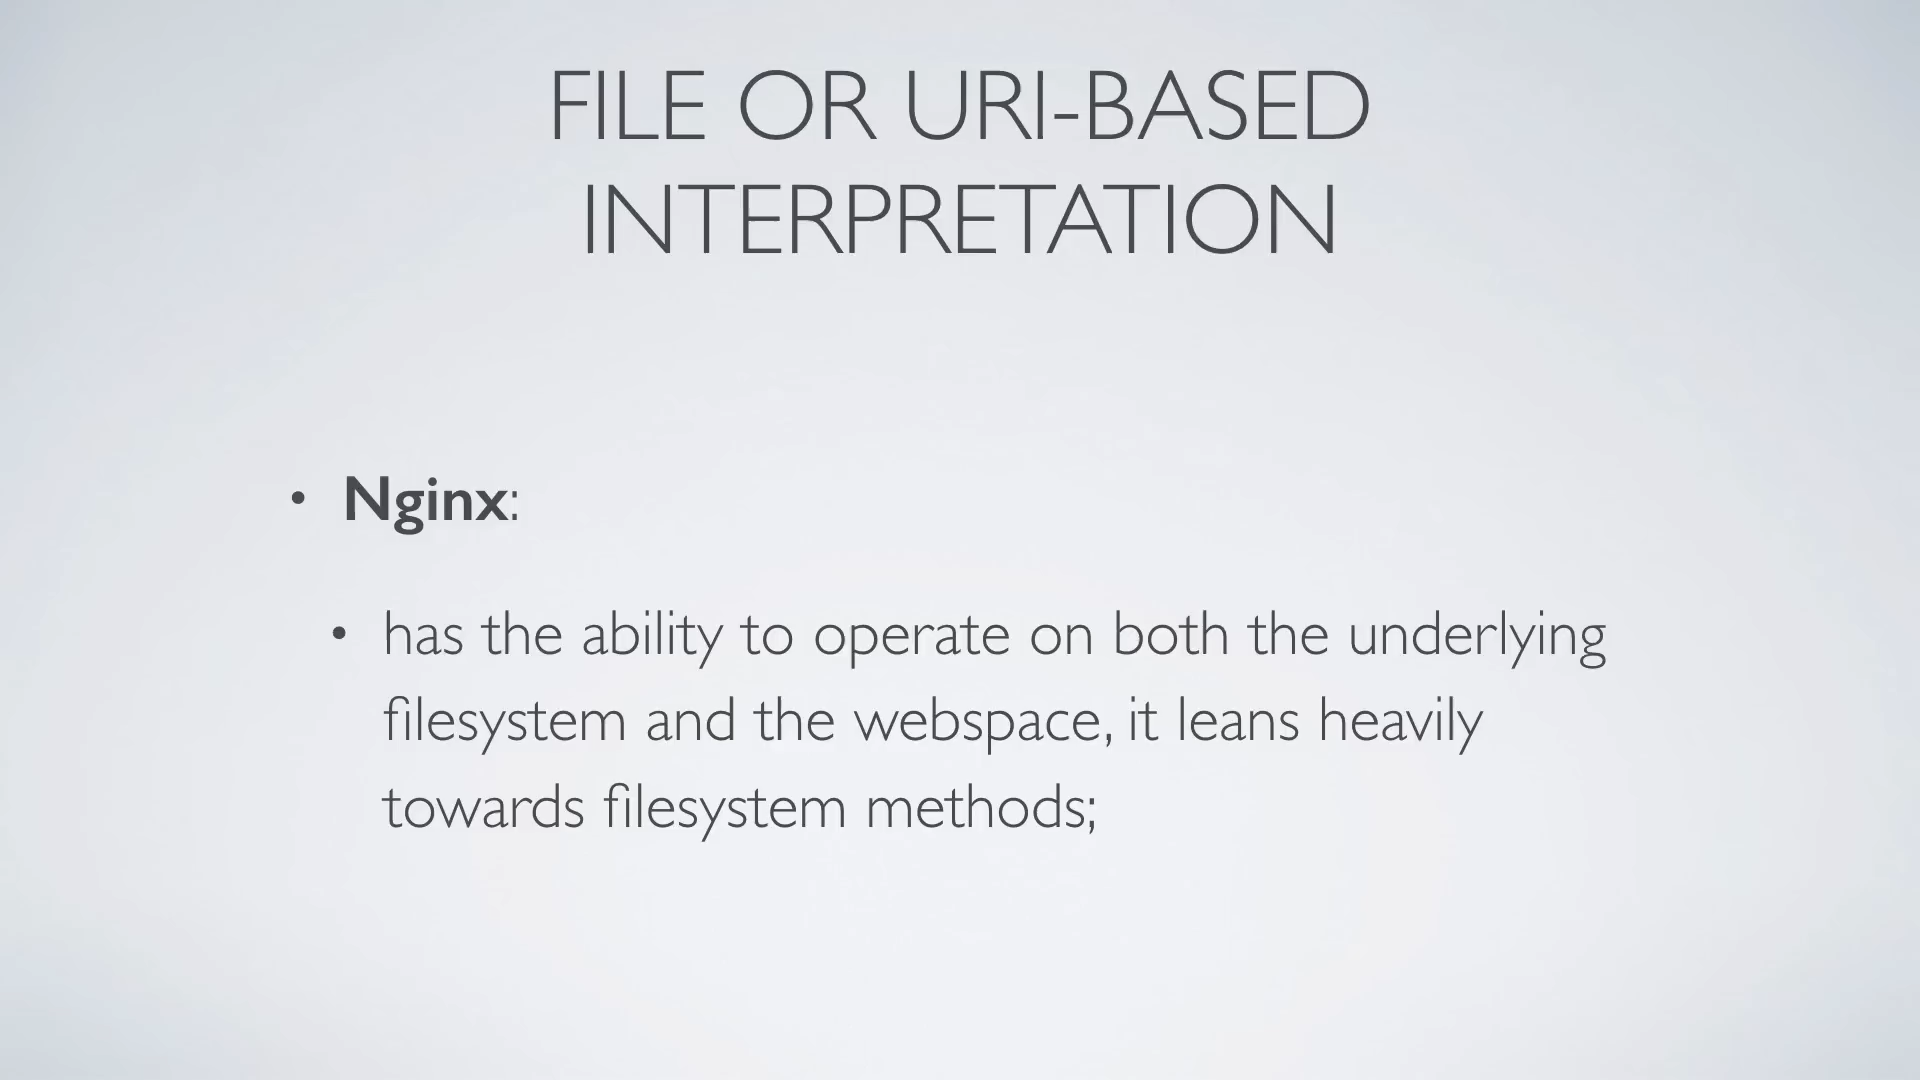 FILE OR URI-BASED
INTERPRETATION
• Nginx:
• has the ability to operate on both the underlying
filesystem and the webspace, it leans heavily
towards filesystem methods;